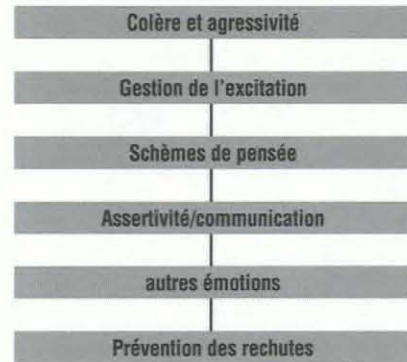 Colère et agressivité
Gestion de l'excitation
Schèmes de pensée
Assertivité/communication
autres émotions
Prévention des rechutes